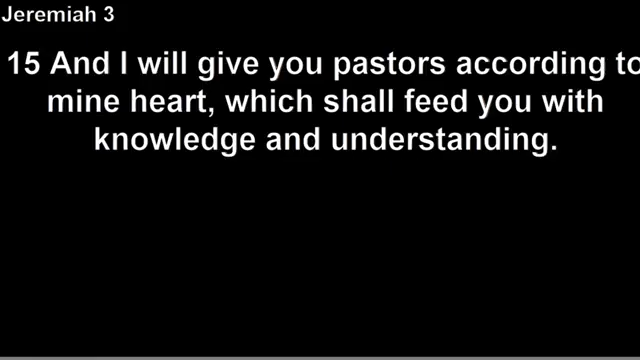 Jeremiah 3
15 And I will give you pastors according to
mine heart, which shall feed you with
knowledge and understanding.